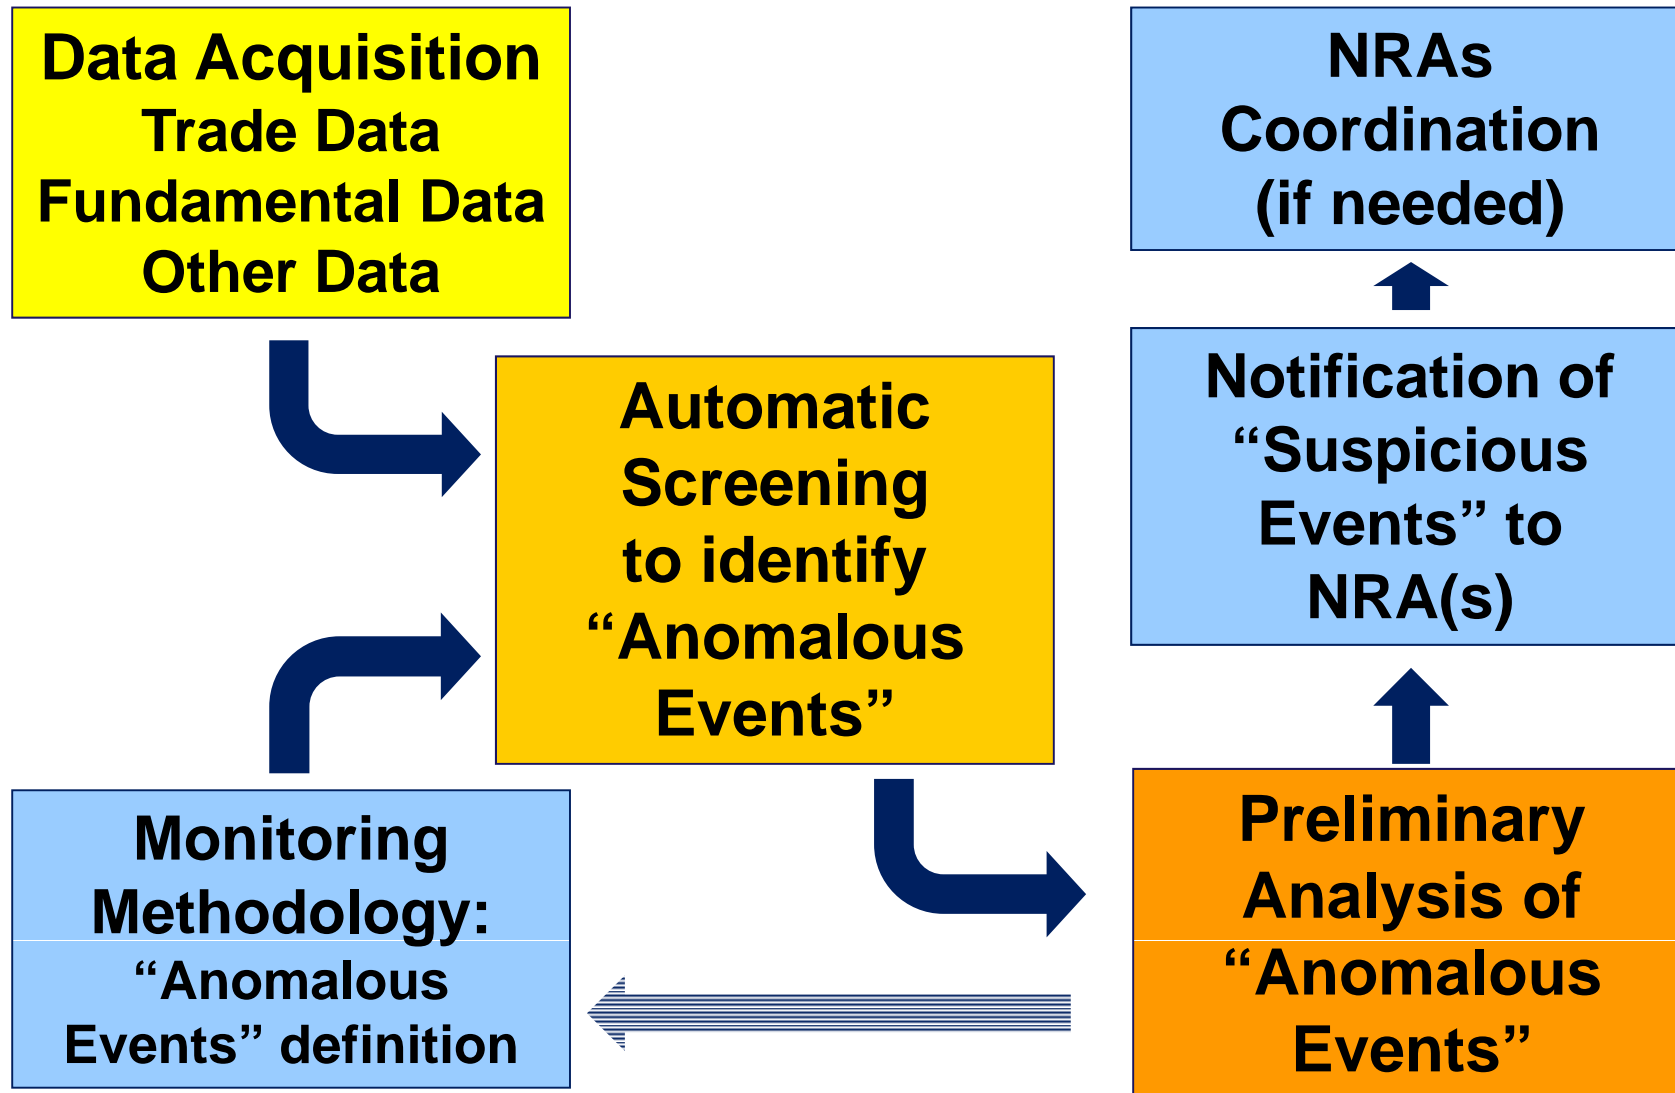 Data Acquisition
Trade Data
Fundamental Data
Other Data
Monitoring
Methodology:
“Anomalous
Events” definition
Automatic
Screening
to identify
“Anomalous
Events”
Preliminary
Analysis of
“Anomalous
Events”
Notification of
“Suspicious
Events” to
NRA(s)
NRAs
Coordination
(if needed)